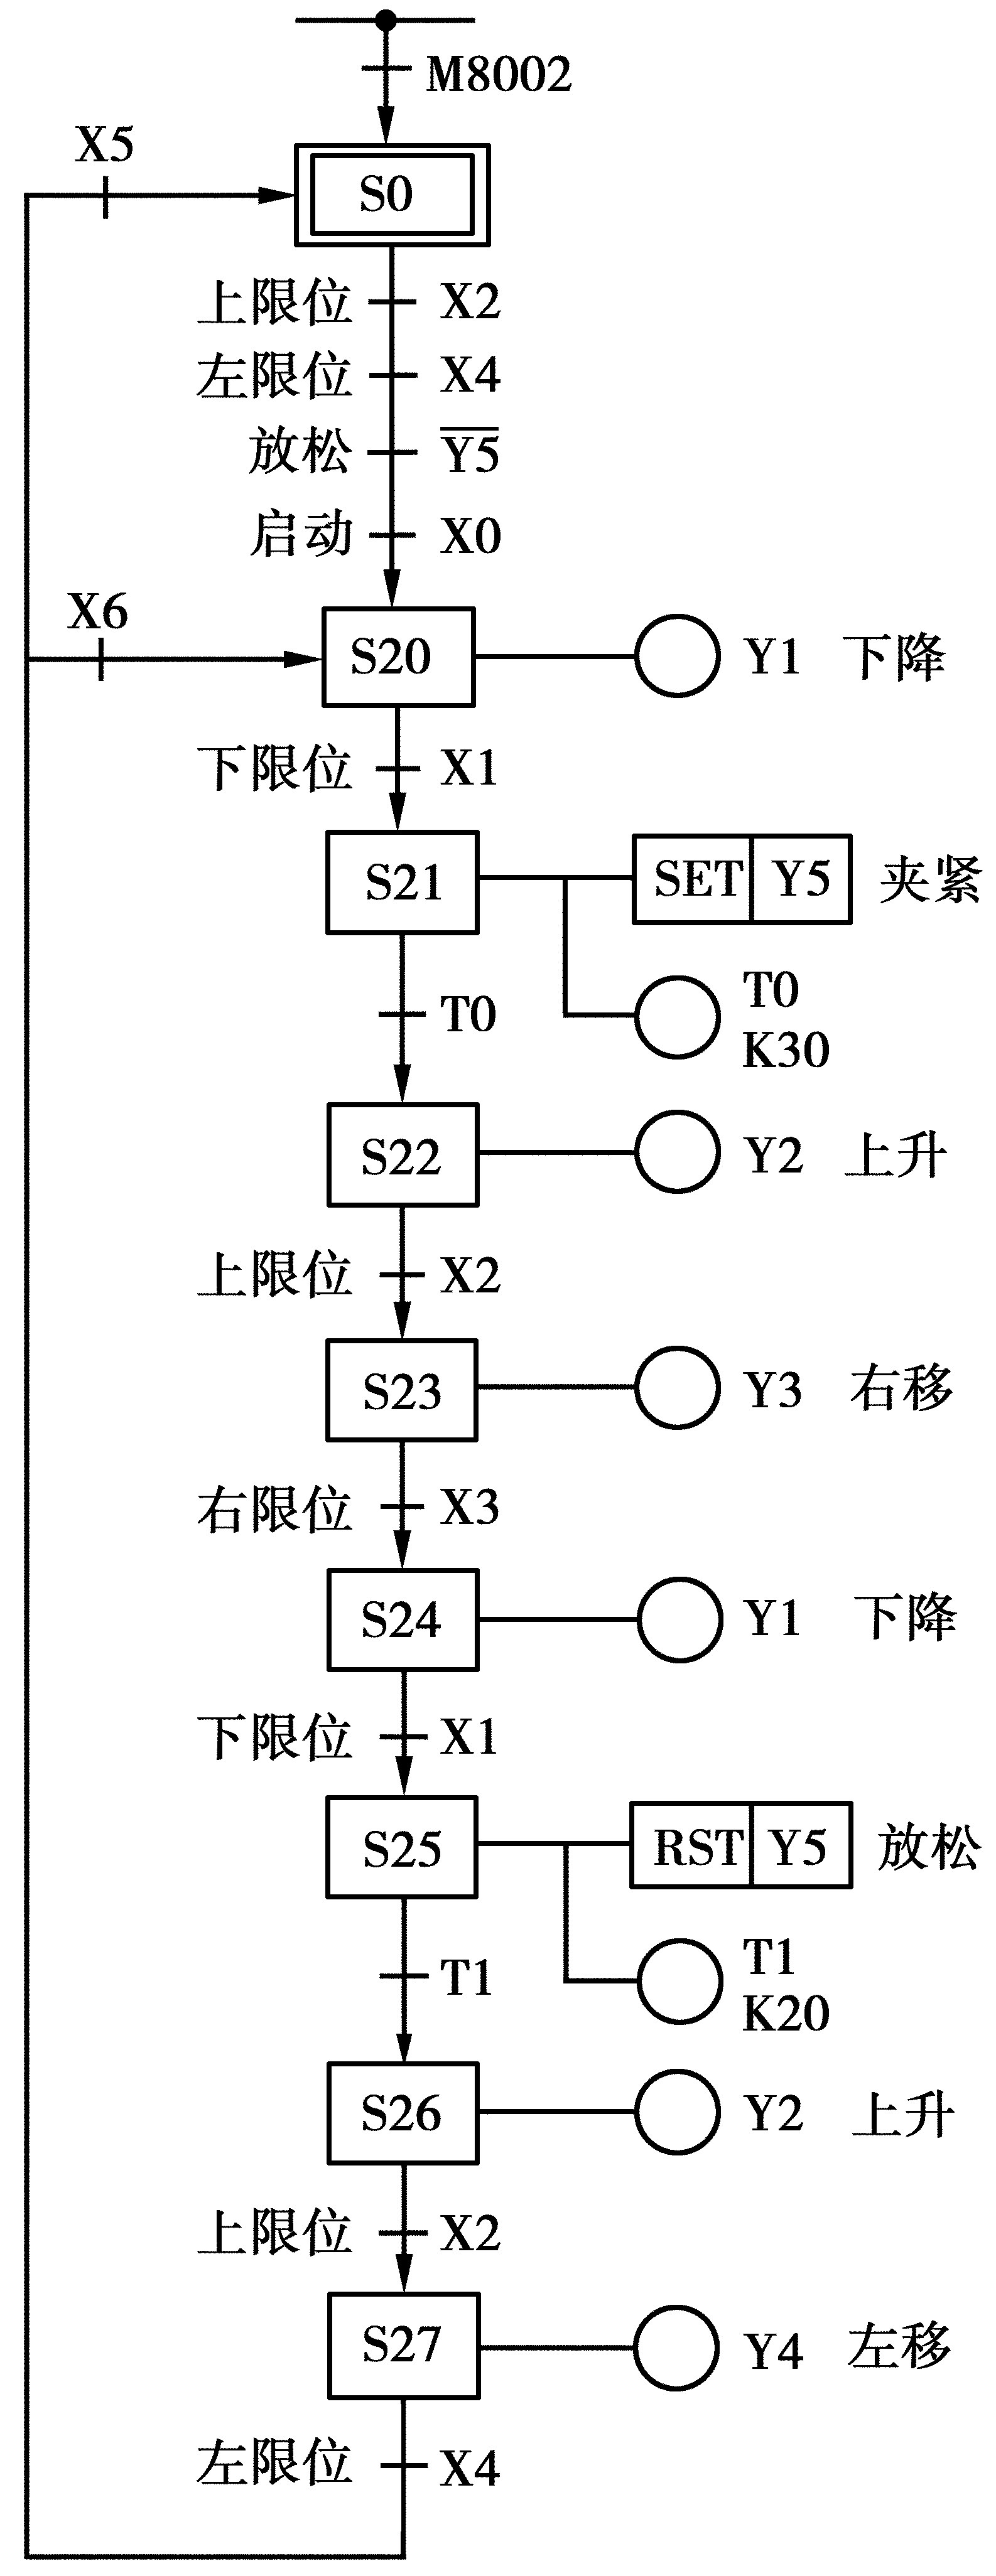 M8002
X5
S0
上限位 X2
左限位 X4
放松 Y5
启动 X0
X6
S20 Y1 下降
下限位 X1
S21 SET Y5 夹紧
T0
T0
K30
S22 Y2 上升
上限位 X2
S23 Y3 右移
右限位 X3
S24 Y1 下降
下限位 X1
S25 RST Y5 放松
T1
T1
K20
S26 Y2 上升
上限位 X2
S27 Y4 左移
左限位 X4